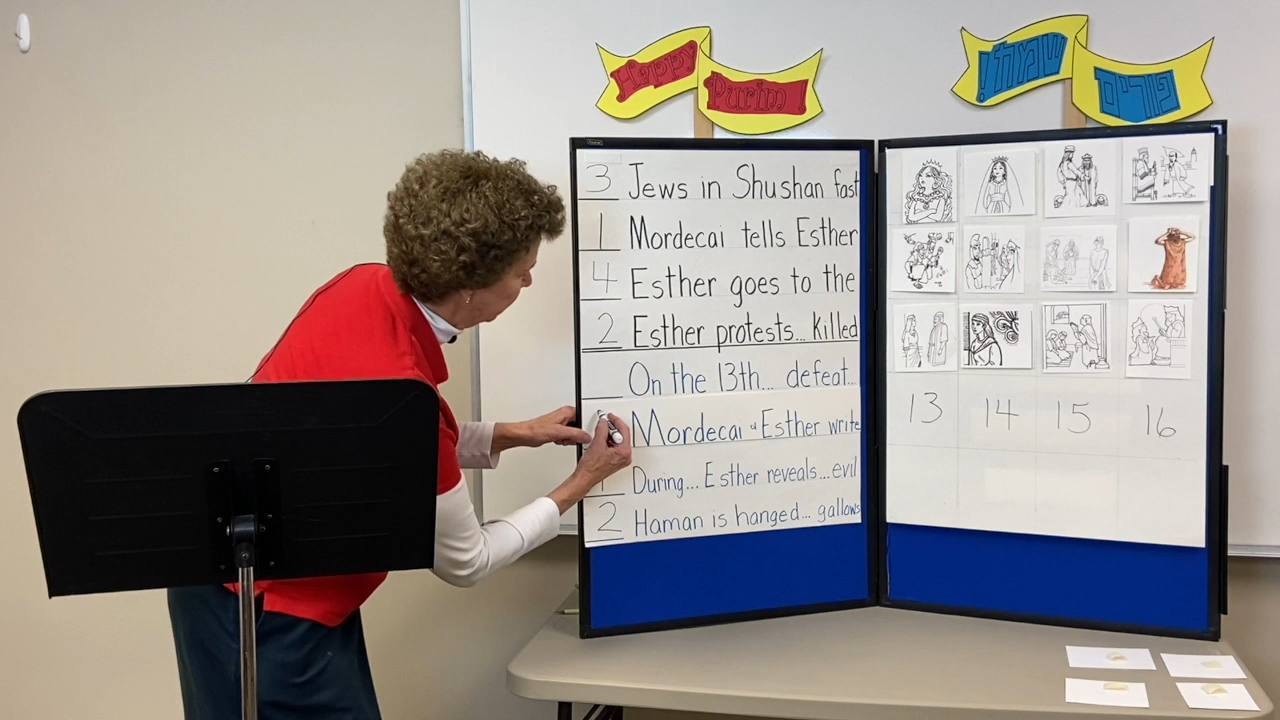 Happy
Purim!
פורים
שמח!
3 Jews in Shushan fast
1 Mordecai tells Esther
4 Esther goes to the
2 Esther protests... killed
On the 13th... defeat...
Mordecai & Esther write
1 During... Esther reveals... evil
2 Haman is hanged... gallows
13 14 15 16